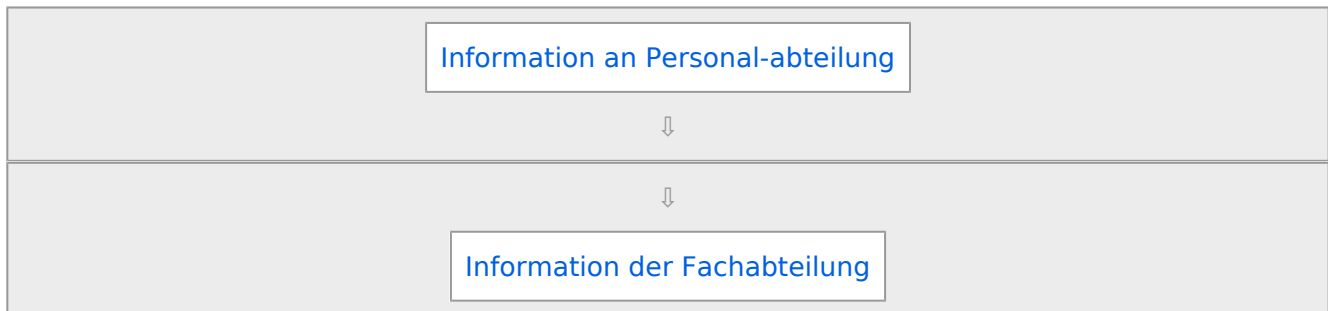 Information an Personal-abteilung
⇩
⇩
Information der Fachabteilung